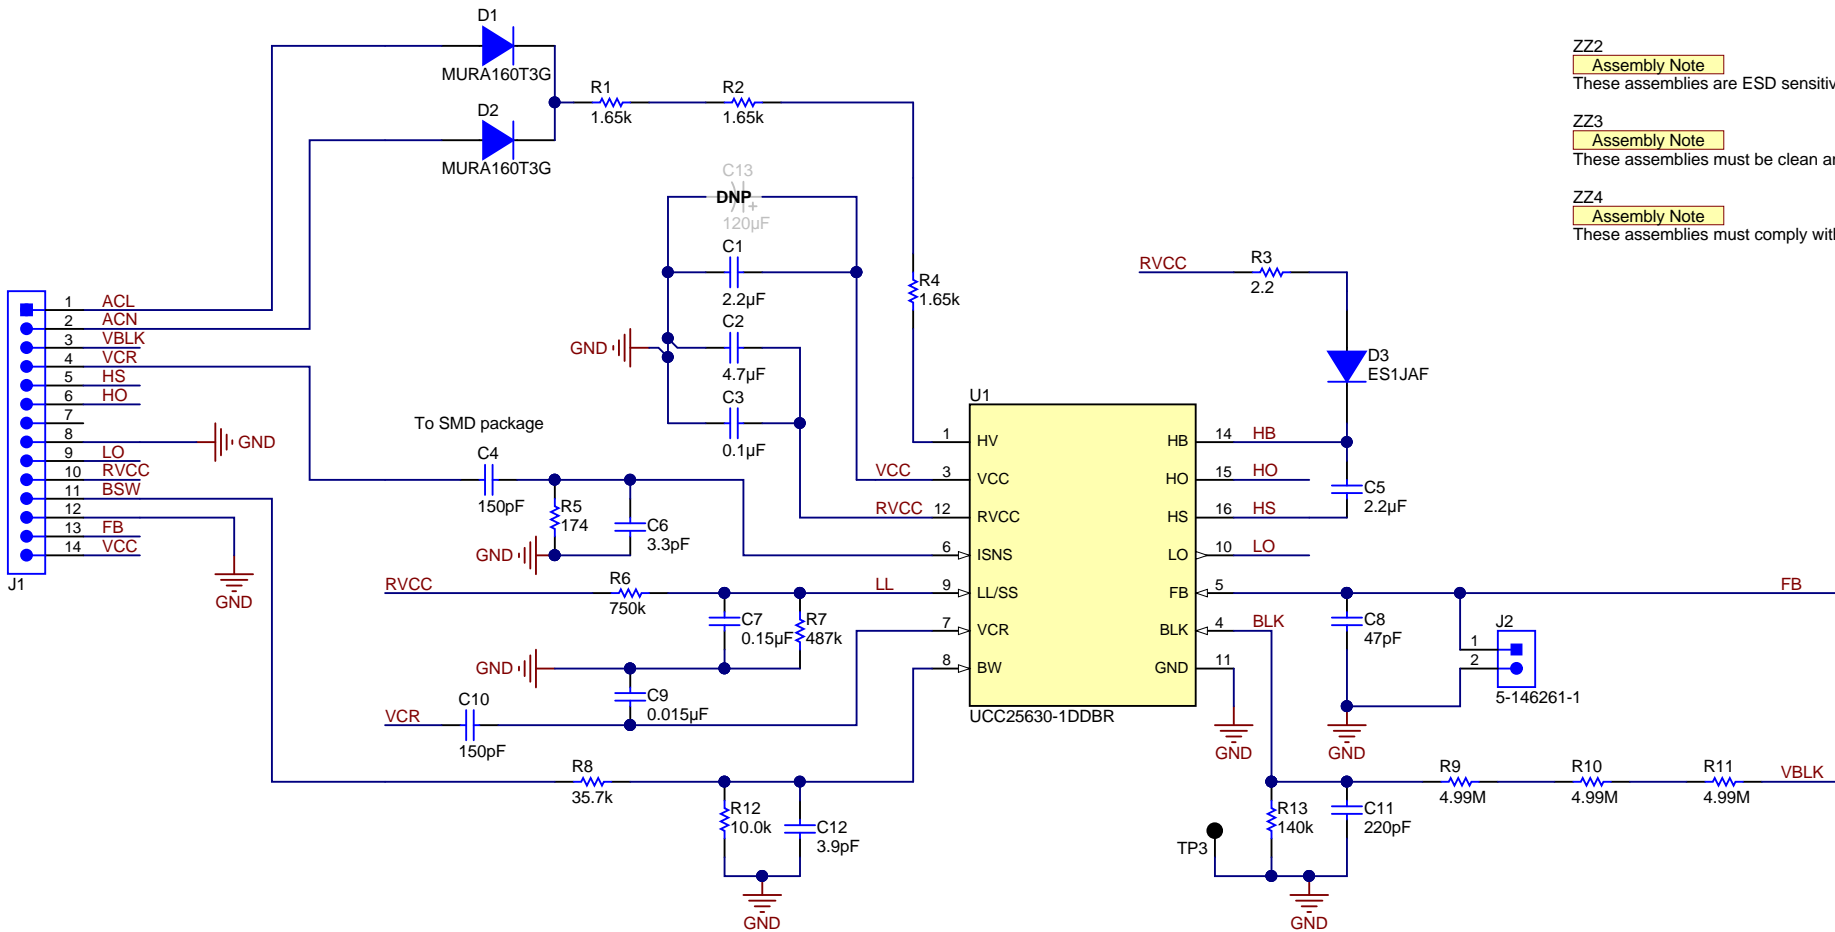 D1
MURA160T3G
D2
MURA160T3G
R1
1.65k
R2
1.65k
C13
DNP
120µF
C1
2.2µF
C2
4.7µF
C3
0.1µF
GND
R4
1.65k
ZZ2
Assembly Note
These assemblies are ESD sensitiv
ZZ3
Assembly Note
These assemblies must be clean a
ZZ4
Assembly Note
These assemblies must comply wit
RVCC
R3
2.2
D3
ES1JAF
1 ACL
2 ACN
3 VBLK
4 VCR
5 HS
6 HO
7
8
9 LO
10 RVCC
11 BSW
12
13 FB
14 VCC
J1
GND
GND
To SMD package
C4
150pF
R5
174
C6
3.3pF
GND
U1
1 HV
VCC 3 VCC
RVCC 12 RVCC
6 ISNS
LL 9 LL/SS
7 VCR
8 BW
HB 14 HB
HO 15 HO
HS 16 HS
LO 10 LO
FB 5
BLK 4 BLK
GND 11
UCC25630-1DDBR
C5
2.2µF
RVCC
R6
750k
C7
0.15µF
R7
487k
GND
C9
0.015µF
VCR
C10
150pF
R8
35.7k
R12
10.0k
C12
3.9pF
GND
GND
C8
47pF
GND
FB
J2
1
2
5-146261-1
R9
4.99M
R10
4.99M
R11
4.99M
VBLK
R13
140k
C11
220pF
TP3
GND